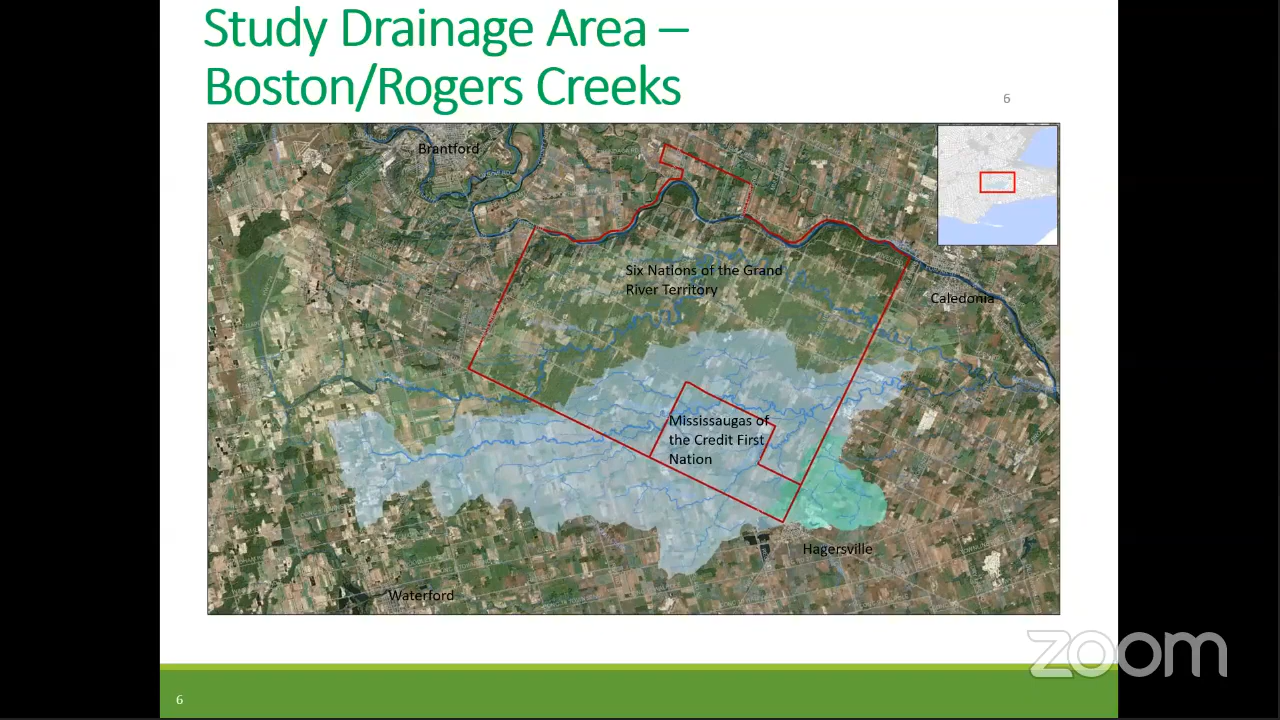 Study Drainage Area –
Boston/Rogers Creeks
6
Brantford
Six Nations of the Grand
River Territory
Caledonia
Mississaugas of
the Credit First
Nation
Hagersville
Waterford
zoom
6